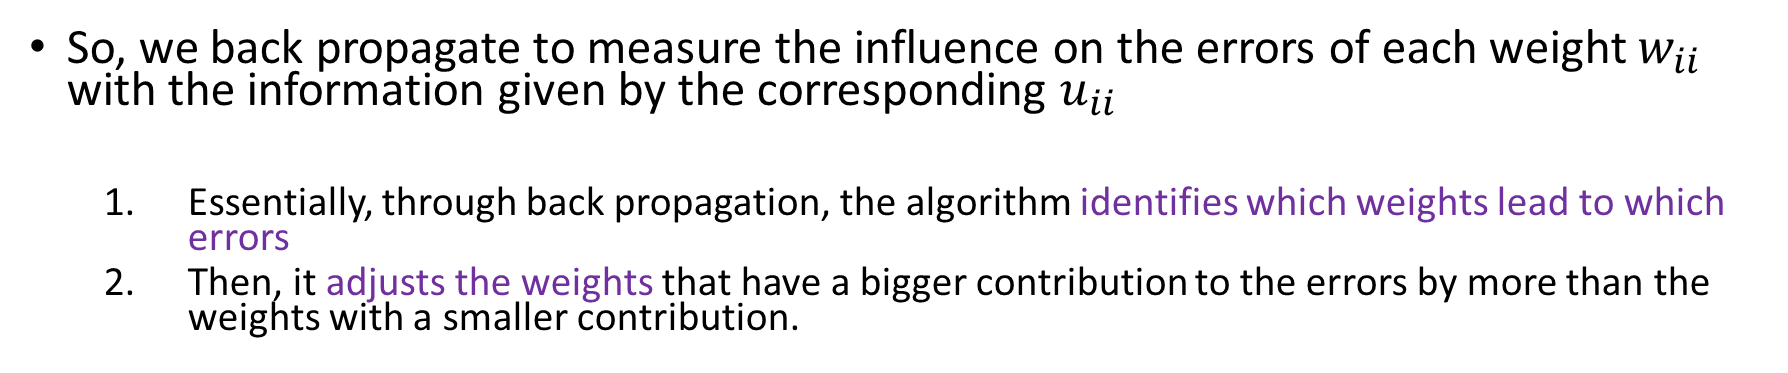 • So, we back propagate to measure the influence on the errors of each weight 𝑤𝑖𝑖
with the information given by the corresponding 𝑢𝑖𝑖
1. Essentially, through back propagation, the algorithm identifies which weights lead to which
errors
2. Then, it adjusts the weights that have a bigger contribution to the errors by more than the
weights with a smaller contribution.